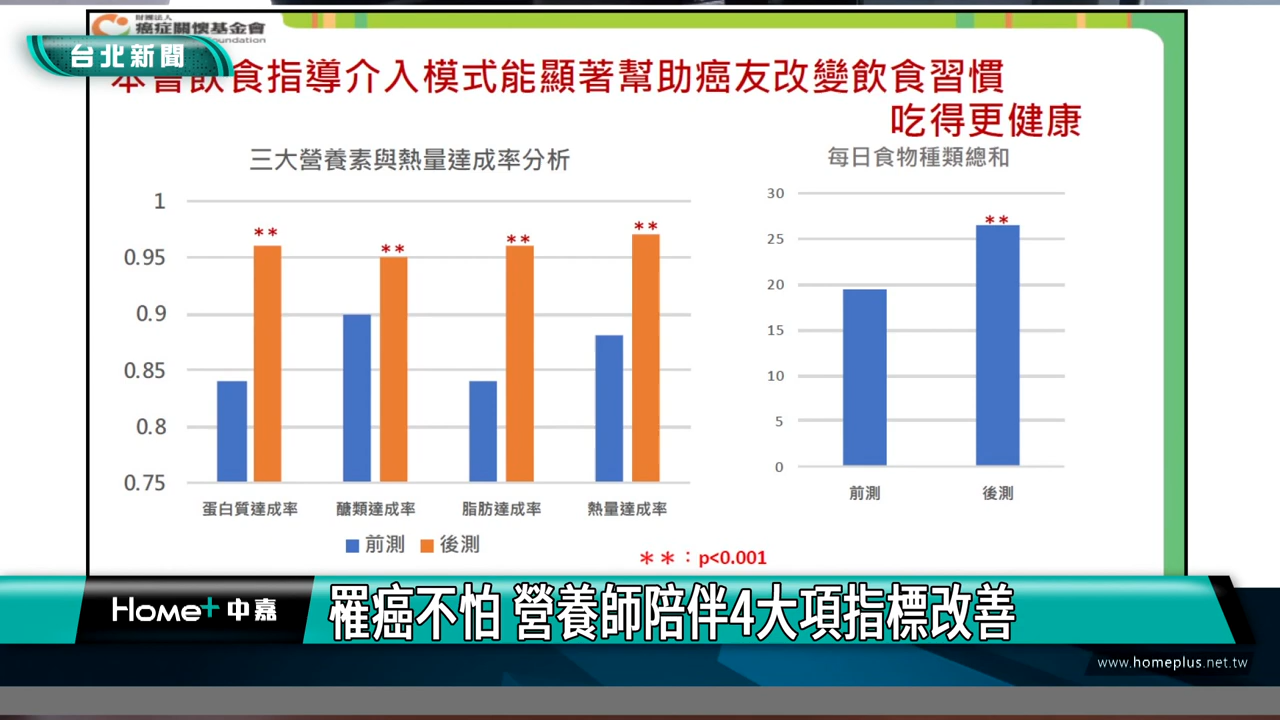 財團法人
癌症關懷基金會
oundation
台北新聞
本會飲食指導介入模式能顯著幫助癌友改變飲食習慣
吃得更健康
三大營養素與熱量達成率分析
1
0.95
0.9
0.85
0.8
0.75
** ** ** **
蛋白質達成率 醣類達成率 脂肪達成率 熱量達成率
前測 後測
每日食物種類總和
30
25
20
15
10
5
0
**
前測 後測
**：p<0.001
Home+中嘉
罹癌不怕 營養師陪伴4大項指標改善
www.homeplus.net.tw